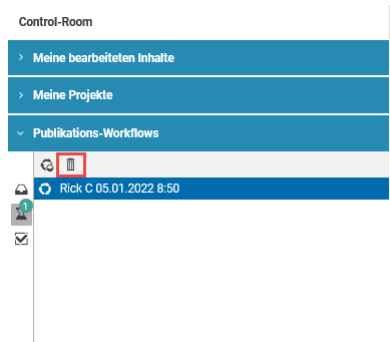 Control-Room
Meine bearbeiteten Inhalte
Meine Projekte
Publikations-Workflows
Rick C 05.01.2022 8:50
1